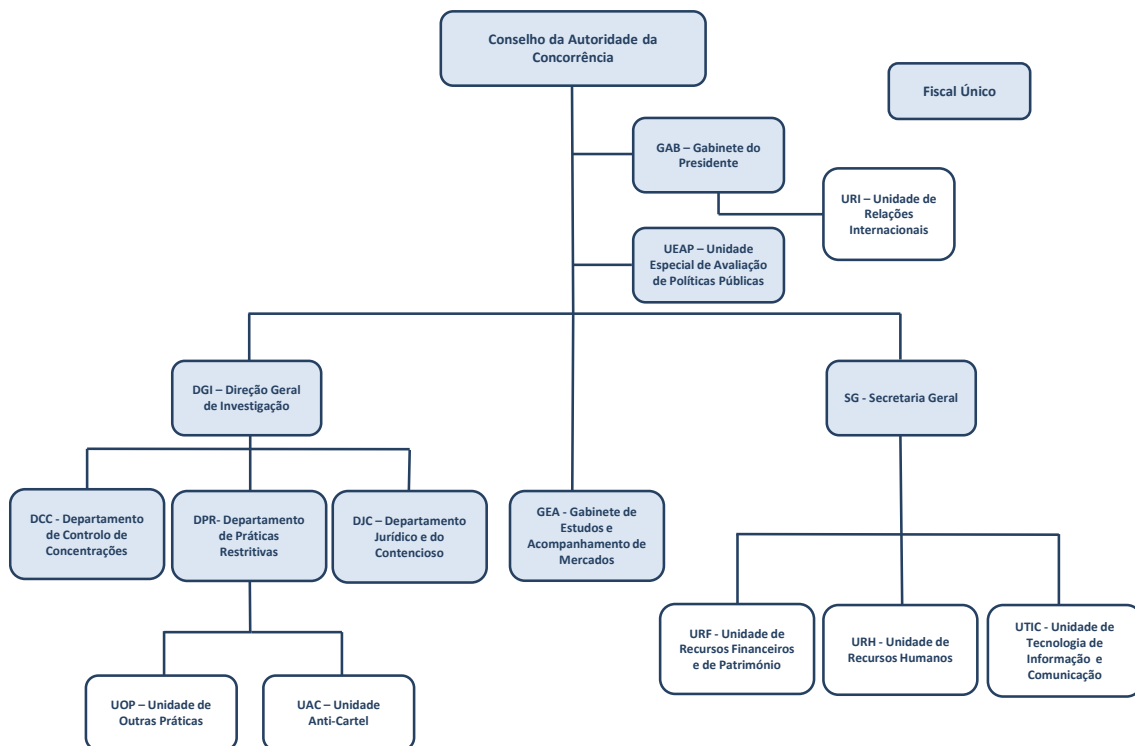 Conselho da Autoridade da
Concorrência
Fiscal Único
GAB – Gabinete do
Presidente
URI – Unidade de
Relações
Internacionais
UEAP – Unidade
Especial de Avaliação
de Políticas Públicas
DGI – Direção Geral
de Investigação
SG - Secretaria Geral
DCC - Departamento
de Controlo de
Concentrações
DPR- Departamento
de Práticas
Restritivas
DJC – Departamento
Jurídico e do
Contencioso
GEA - Gabinete de
Estudos e
Acompanhamento de
Mercados
URF - Unidade de
Recursos Financeiros
e de Património
URH - Unidade de
Recursos Humanos
UTIC - Unidade de
Tecnologia de
Informação e
Comunicação
UOP – Unidade de
Outras Práticas
UAC – Unidade
Anti-Cartel